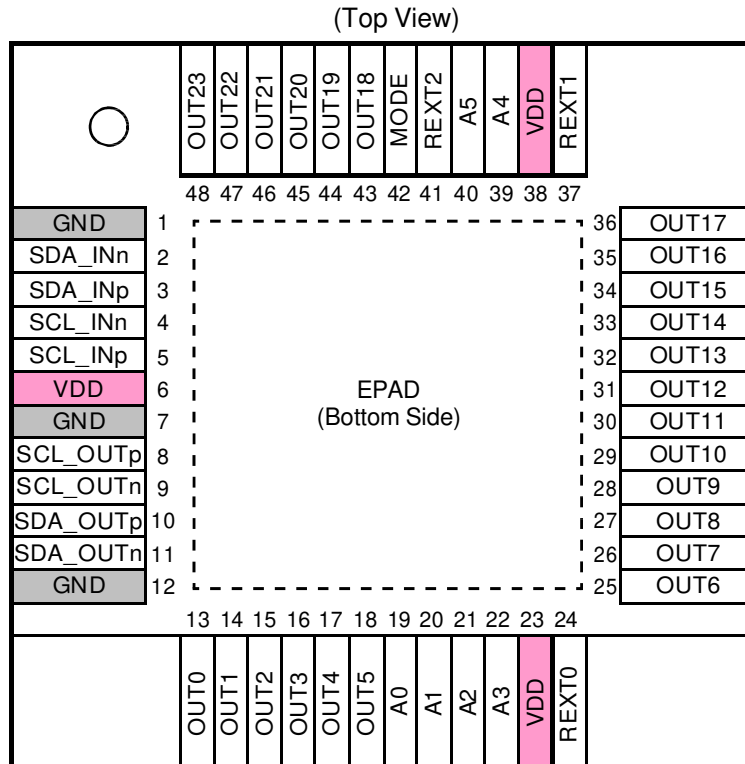 (Top View)
OUT23 OUT22 OUT21 OUT20 OUT19 OUT18 MODE REXT2 A5 A4 VDD REXT1
48 47 46 45 44 43 42 41 40 39 38 37
GND 1
SDA_INn 2
SDA_INp 3
SCL_INn 4
SCL_INp 5
VDD 6
GND 7
SCL_OUTp 8
SCL_OUTn 9
SDA_OUTp 10
SDA_OUTn 11
GND 12
EPAD
(Bottom Side)
36 OUT17
35 OUT16
34 OUT15
33 OUT14
32 OUT13
31 OUT12
30 OUT11
29 OUT10
28 OUT9
27 OUT8
26 OUT7
25 OUT6
13 14 15 16 17 18 19 20 21 22 23 24
OUT0 OUT1 OUT2 OUT3 OUT4 OUT5 A0 A1 A2 A3 VDD REXT0